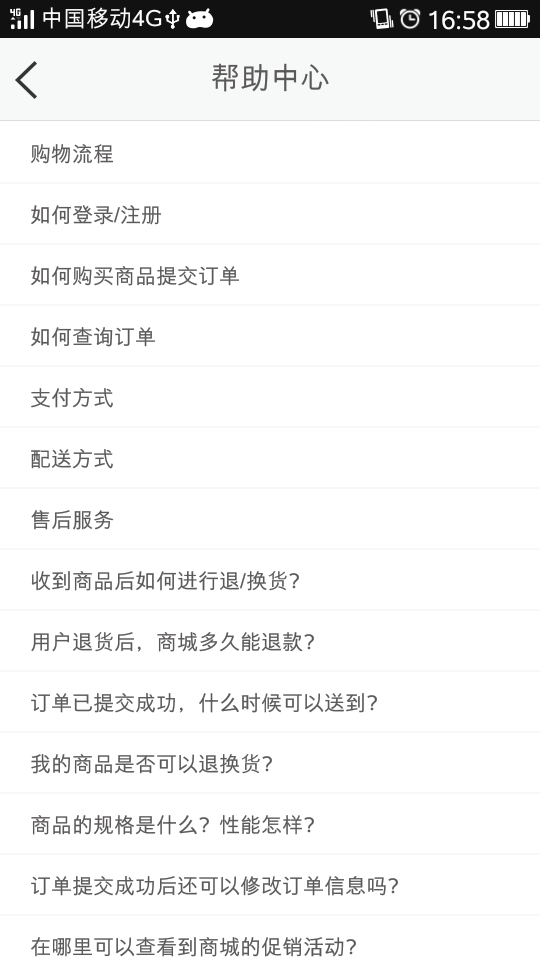 中国移动4G 16:58
帮助中心
购物流程
如何登录/注册
如何购买商品提交订单
如何查询订单
支付方式
配送方式
售后服务
收到商品后如何进行退/换货?
用户退货后，商城多久能退款?
订单已提交成功，什么时候可以送到?
我的商品是否可以退换货?
商品的规格是什么？性能怎样?
订单提交成功后还可以修改订单信息吗?
在哪里可以查看到商城的促销活动?